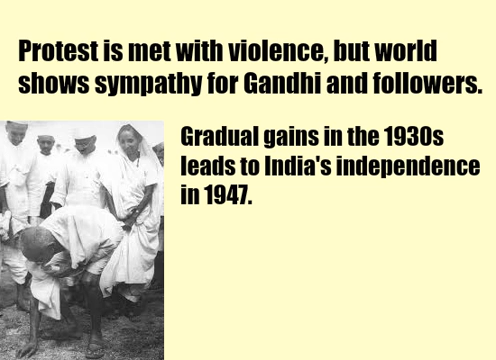 Protest is met with violence, but world
shows sympathy for Gandhi and followers.
Gradual gains in the 1930s
leads to India's independence
in 1947.